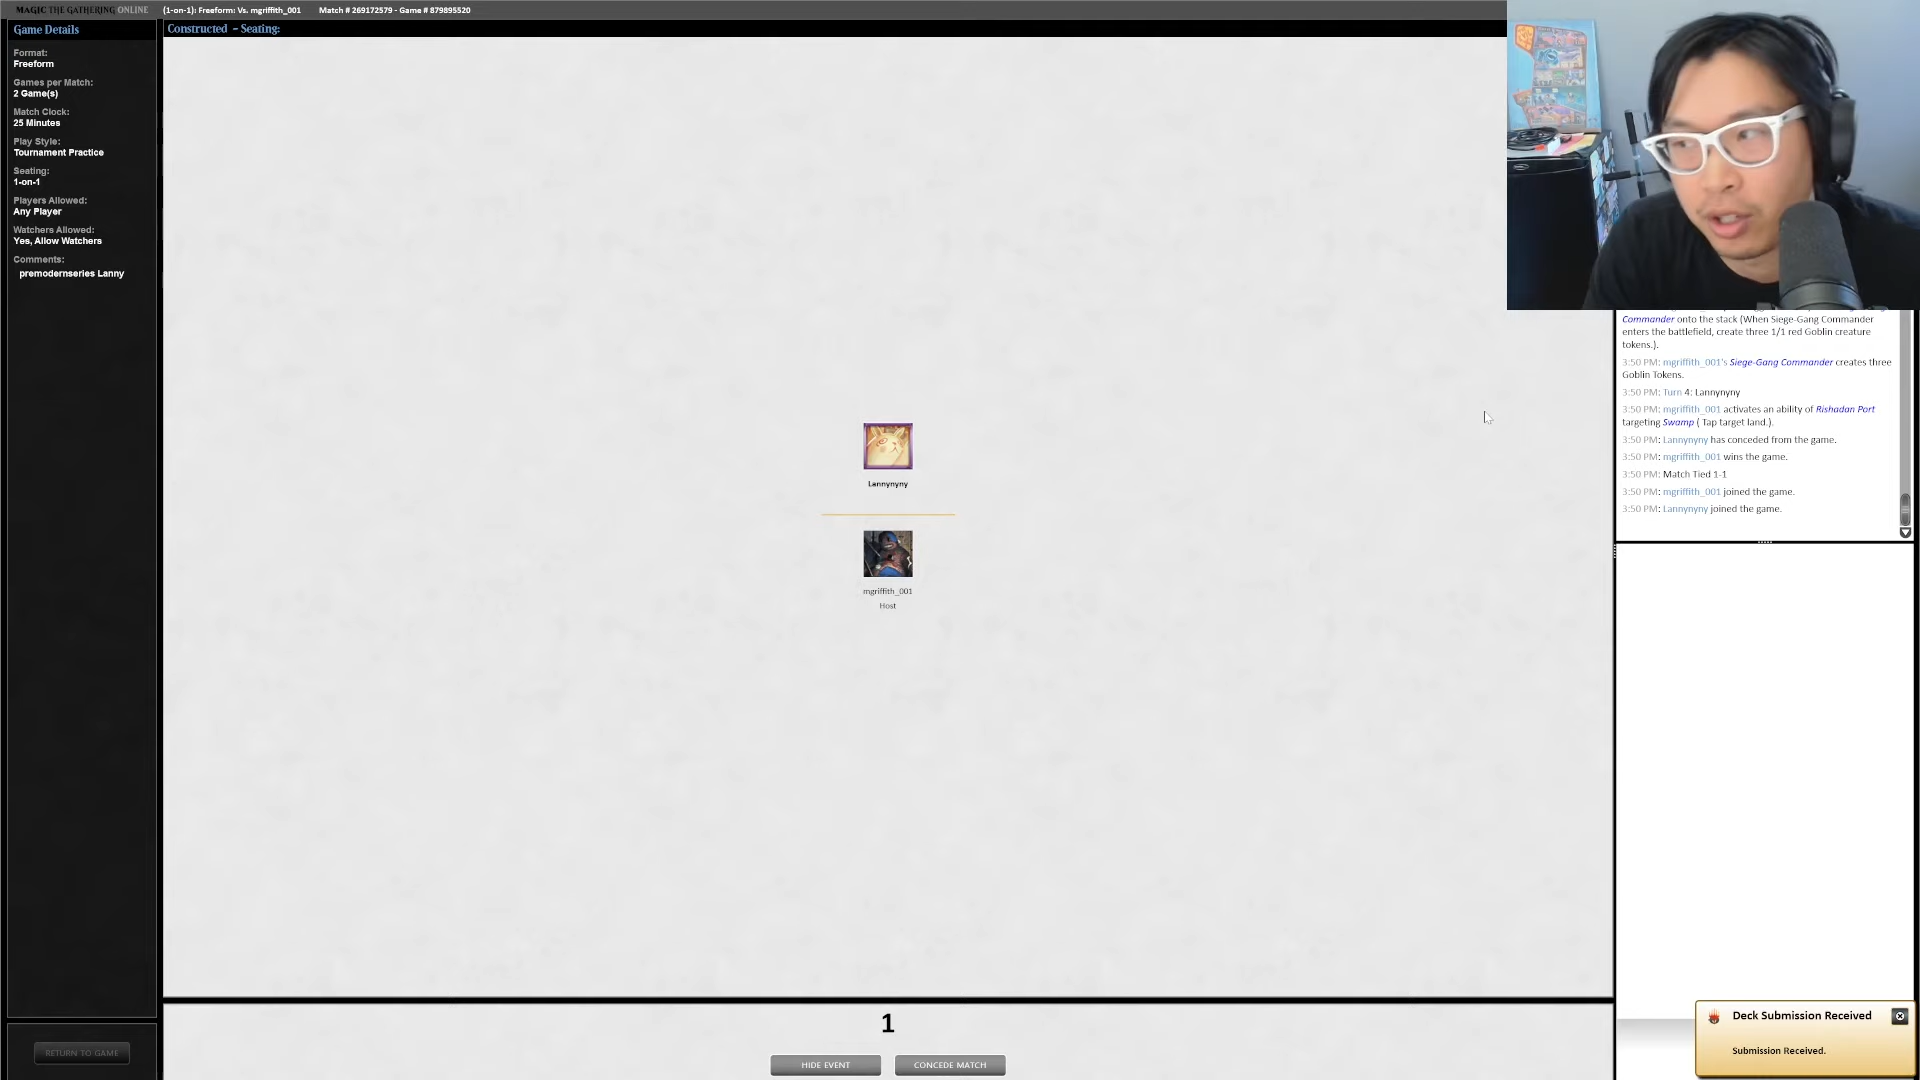 MAGIC THE GATHERING ONLINE
(1-on-1): Freeform: Vs. mgriffith_001 Match # 269172579 - Game # 879895520
Game Details
Constructed - Seating:
Format:
Freeform
Games per Match:
2 Game(s)
Match Clock:
25 Minutes
Play Style:
Tournament Practice
Seating:
1-on-1
Players Allowed:
Any Player
Watchers Allowed:
Yes, Allow Watchers
Comments:
premodernseries Lanny
Lannynyny
mgriffith_001
Host
Commander onto the stack (When Siege-Gang Commander
enters the battlefield, create three 1/1 red Goblin creature
tokens.).
3:50 PM: mgriffith_001's Siege-Gang Commander creates three
Goblin Tokens.
3:50 PM: Turn 4: Lannynyny
3:50 PM: mgriffith_001 activates an ability of Rishadan Port
targeting Swamp ( Tap target land.).
3:50 PM: Lannynyny has conceded from the game.
3:50 PM: mgriffith_001 wins the game.
3:50 PM: Match Tied 1-1
3:50 PM: mgriffith_001 joined the game.
3:50 PM: Lannynyny joined the game.
1
RETURN TO GAME
HIDE EVENT
CONCEDE MATCH
Deck Submission Received
Submission Received.